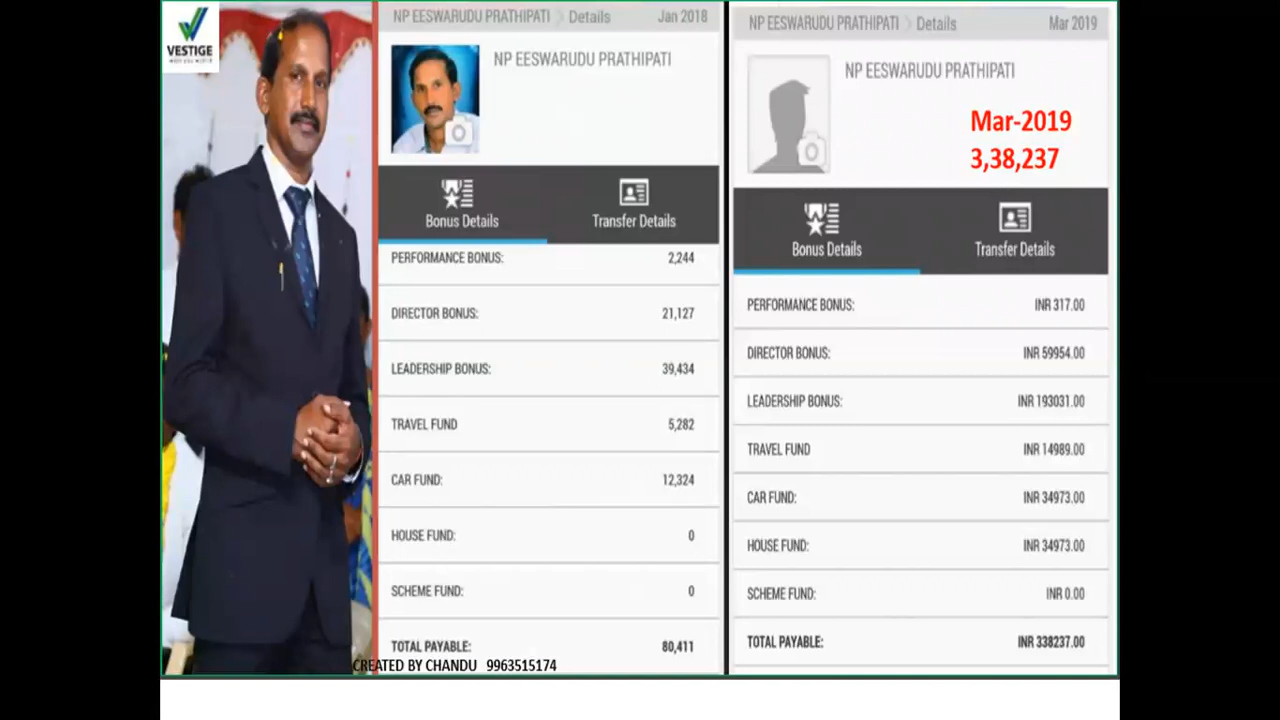 VESTIGE
NP EESWARUDU PRATHIPATI
Details
Jan 2018
NP EESWARUDU PRATHIPATI
Bonus Details
Transfer Details
PERFORMANCE BONUS: 2,244
DIRECTOR BONUS: 21,127
LEADERSHIP BONUS: 39,434
TRAVEL FUND 5,282
CAR FUND: 12,324
HOUSE FUND: 0
SCHEME FUND: 0
TOTAL PAYABLE: 80,411
CREATED BY CHANDU 9963515174
NP EESWARUDU PRATHIPATI
Details
Mar 2019
NP EESWARUDU PRATHIPATI
Mar-2019
3,38,237
Bonus Details
Transfer Details
PERFORMANCE BONUS: INR 317.00
DIRECTOR BONUS: INR 59954.00
LEADERSHIP BONUS: INR 193031.00
TRAVEL FUND INR 14989.00
CAR FUND: INR 34973.00
HOUSE FUND: INR 34973.00
SCHEME FUND: INR 0.00
TOTAL PAYABLE: INR 338237.00